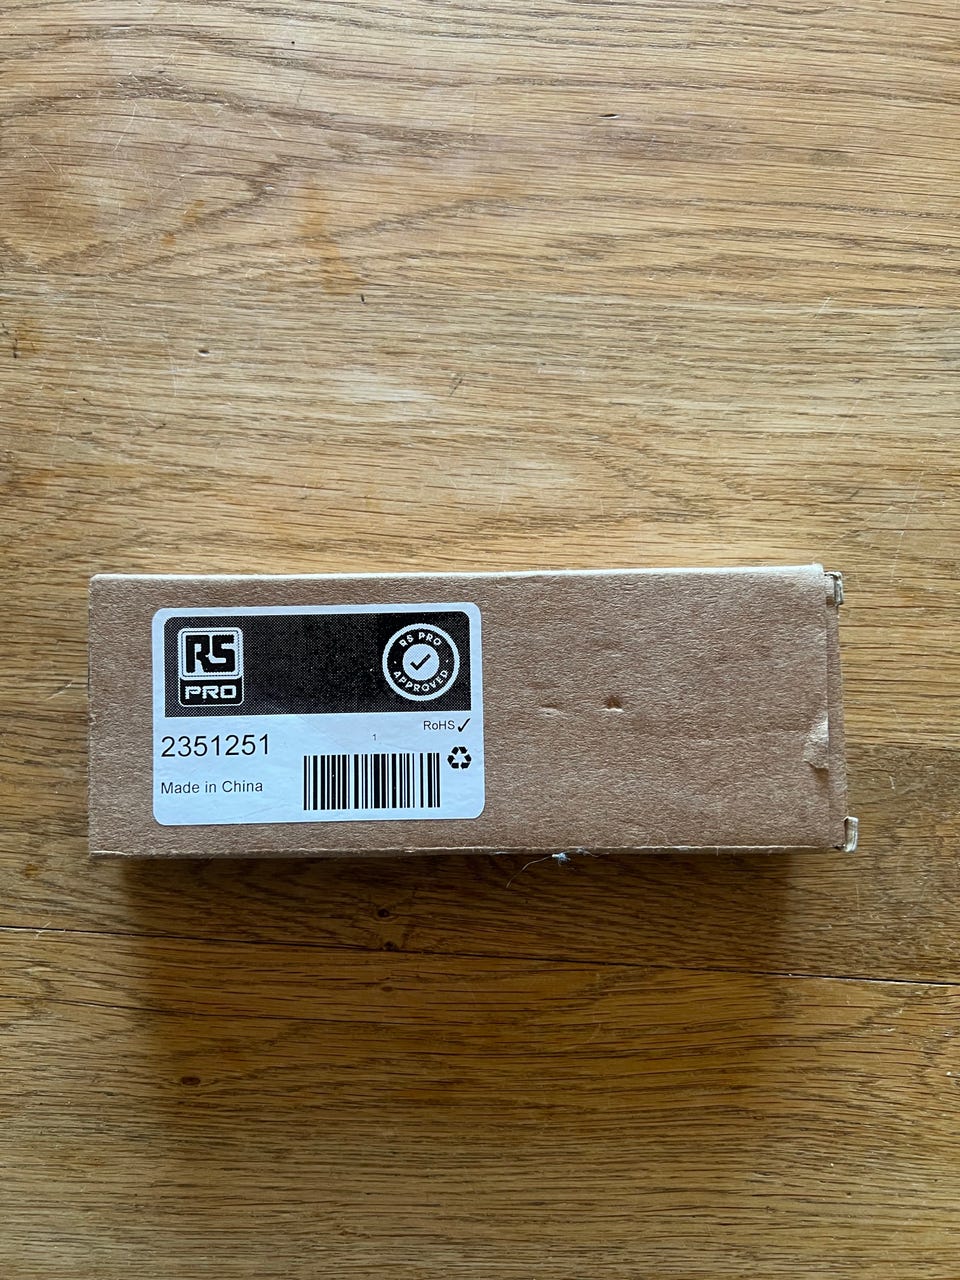 RS
PRO
RS PRO
APPROVED
RoHS✓
1
2351251
Made in China